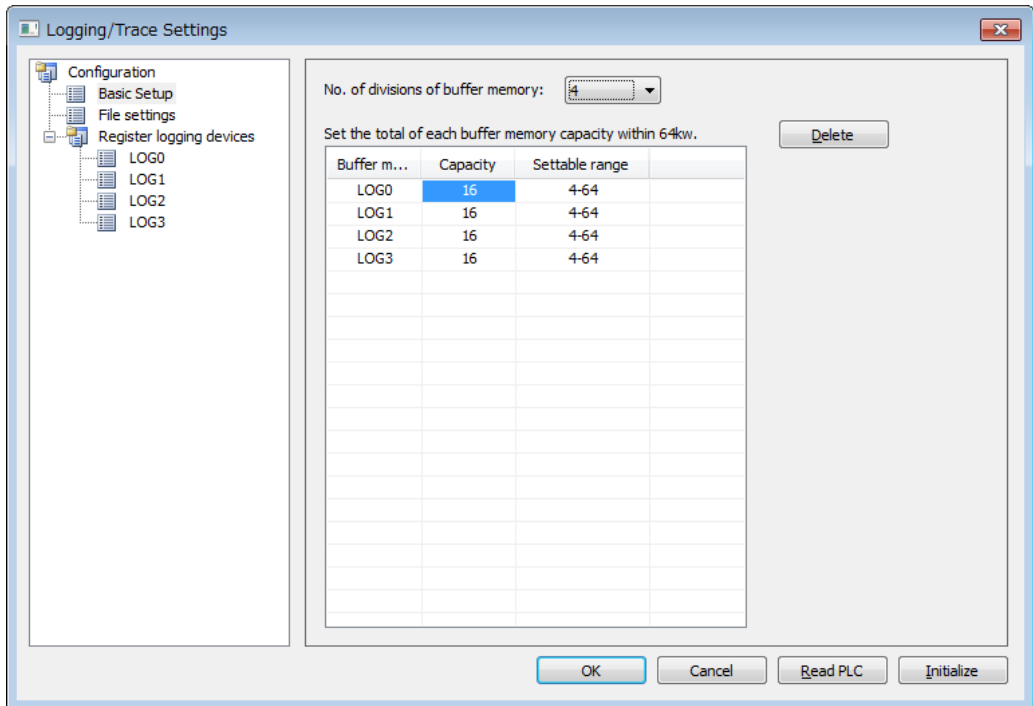 Logging/Trace Settings
Configuration
Basic Setup
File settings
Register logging devices
LOG0
LOG1
LOG2
LOG3
No. of divisions of buffer memory: 4
Set the total of each buffer memory capacity within 64kw.
Delete
Buffer m... Capacity Settable range
LOG0 16 4-64
LOG1 16 4-64
LOG2 16 4-64
LOG3 16 4-64
OK Cancel Read PLC Initialize